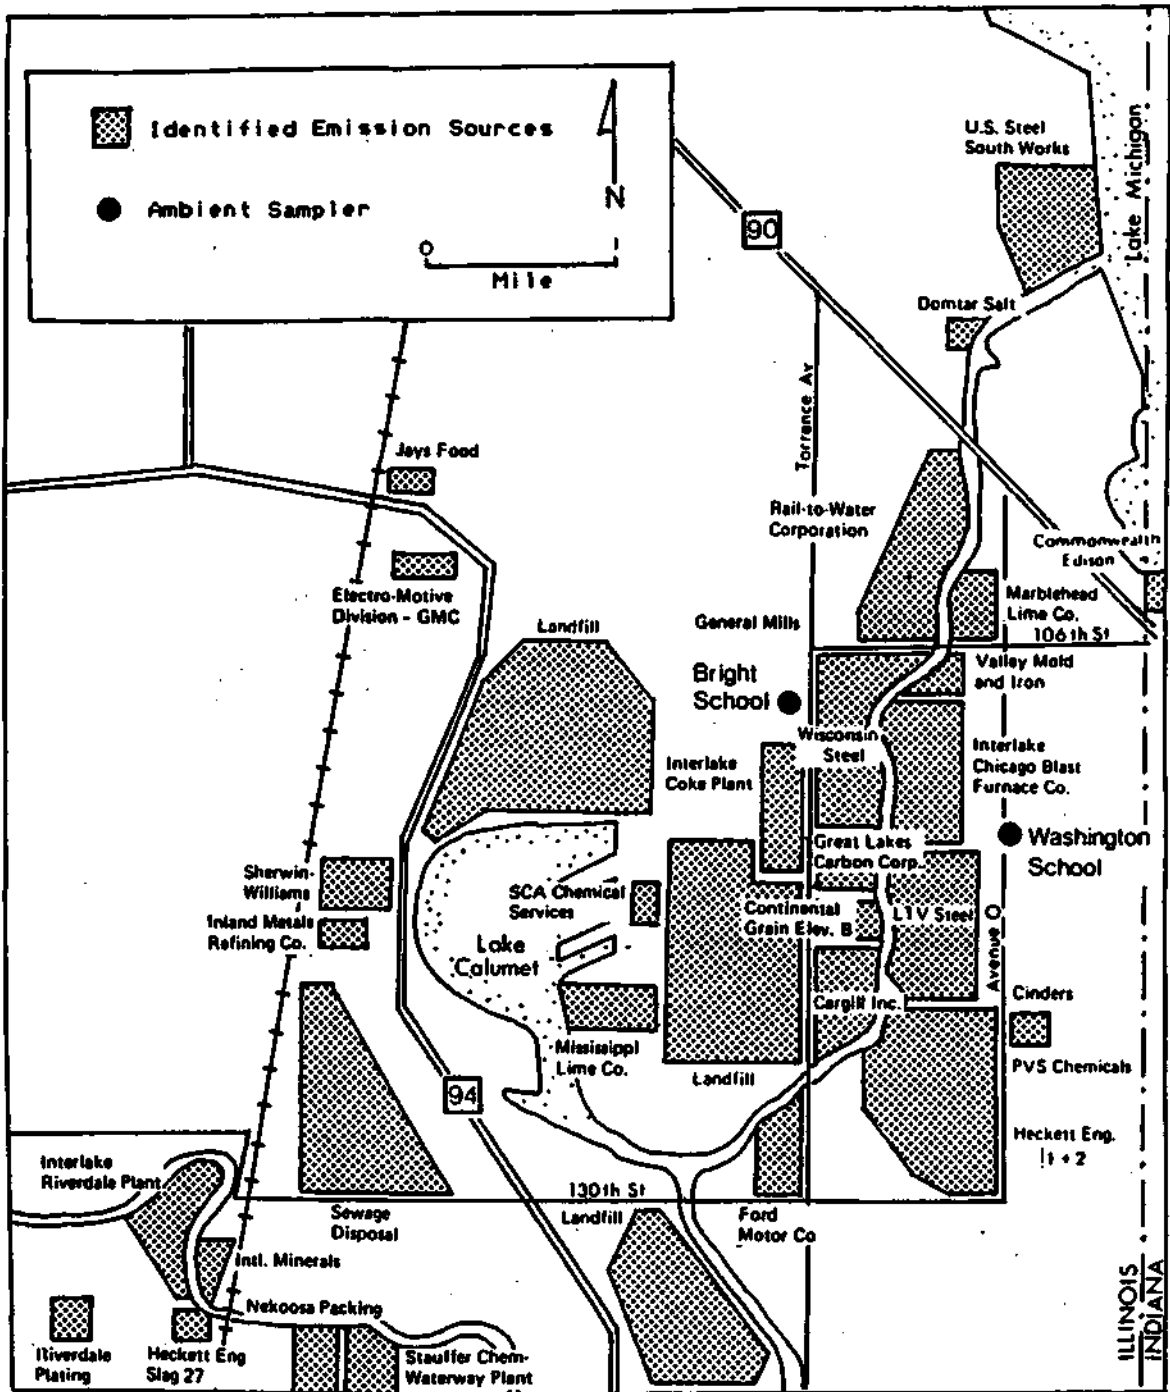 Identified Emission Sources
Ambient Sampler
N
0
Mile
90
U.S. Steel
South Works
Lake Michigan
Domtar Salt
Torrence Av
Jays Food
Rail-to-Water
Corporation
Commonwealth
Edison
Electro-Motive
Division - GMC
Marblehead
Lime Co.
General Mills
Landfill
106th St
Valley Mold
and Iron
Bright
School
Wisconsin
Steel
Interlake
Coke Plant
Interlake
Chicago Blast
Furnace Co.
Washington
School
Great Lakes
Carbon Corp.
Sherwin-
Williams
SCA Chemical
Services
Continental
Grain Elev. B
LTV Steel
Inland Metals
Refining Co.
Lake
Calumet
Avenue O
Cargill Inc.
Cinders
Mississippi
Lime Co.
Landfill
PVS Chemicals
94
Heckett Eng.
1 + 2
Interlake
Riverdale Plant
130th St
Sewage
Disposal
Landfill
Ford
Motor Co
Intl. Minerals
Nekoosa Packing
ILLINOIS
INDIANA
Riverdale
Plating
Heckett Eng
Slag 27
Stauffer Chem-
Waterway Plant